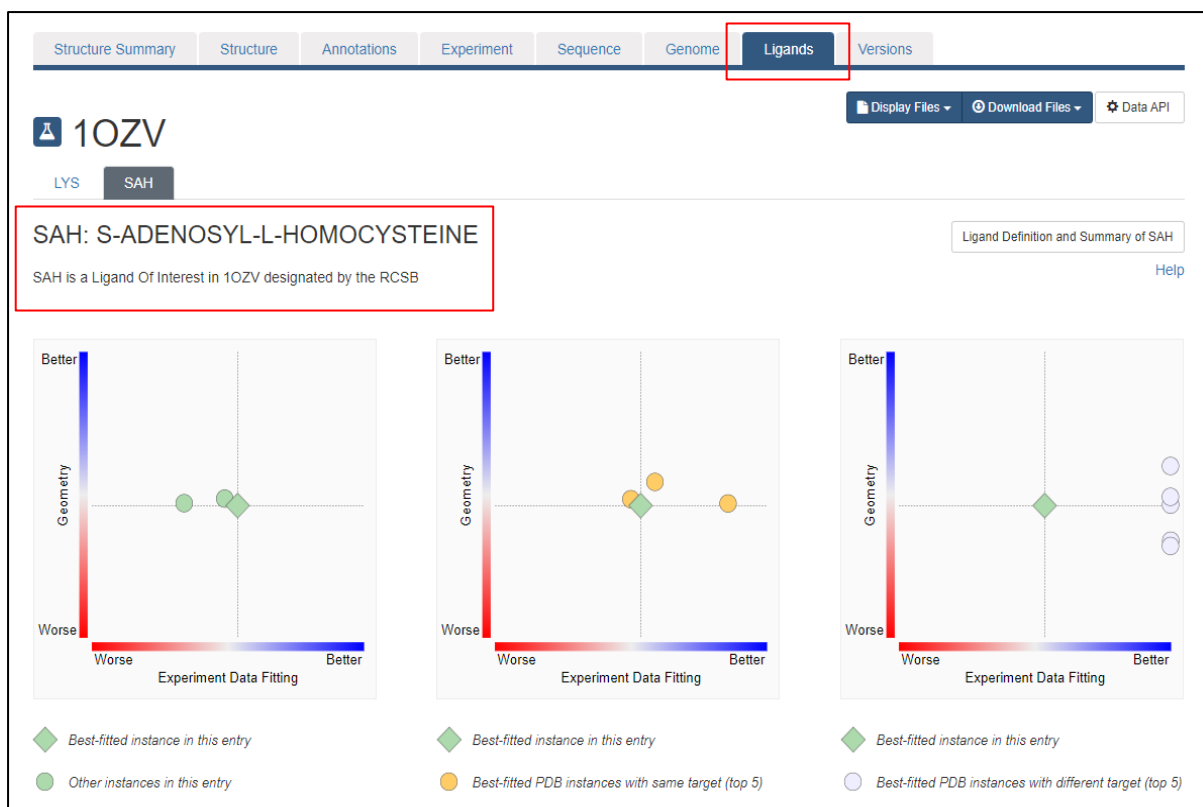 Structure Summary Structure Annotations Experiment Sequence Genome Ligands Versions
Display Files Download Files Data API
1OZV
LYS SAH
SAH: S-ADENOSYL-L-HOMOCYSTEINE
Ligand Definition and Summary of SAH
SAH is a Ligand Of Interest in 1OZV designated by the RCSB
Help
Better Better Better
Geometry Geometry Geometry
Worse Worse Worse
Worse Better Worse Better Worse Better
Experiment Data Fitting Experiment Data Fitting Experiment Data Fitting
Best-fitted instance in this entry Best-fitted instance in this entry Best-fitted instance in this entry
Other instances in this entry Best-fitted PDB instances with same target (top 5) Best-fitted PDB instances with different target (top 5)